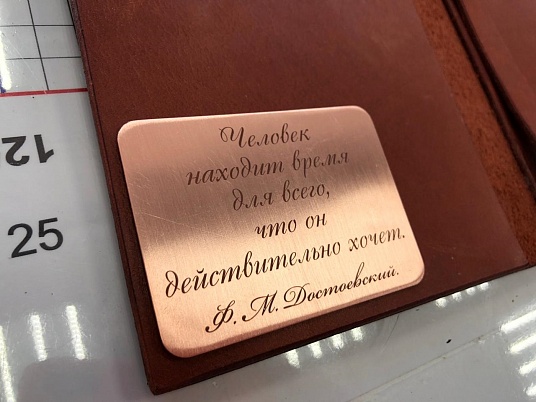 Человек
находит время
для всего,
что он
действительно хочет.
Ф. М. Достоевский.
12
25